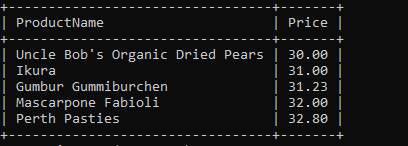 +-----------------------------------+-------+
| ProductName | Price |
+-----------------------------------+-------+
| Uncle Bob's Organic Dried Pears | 30.00 |
| Ikura | 31.00 |
| Gumbur Gummiburchen | 31.23 |
| Mascarpone Fabioli | 32.00 |
| Perth Pasties | 32.80 |
+-----------------------------------+-------+